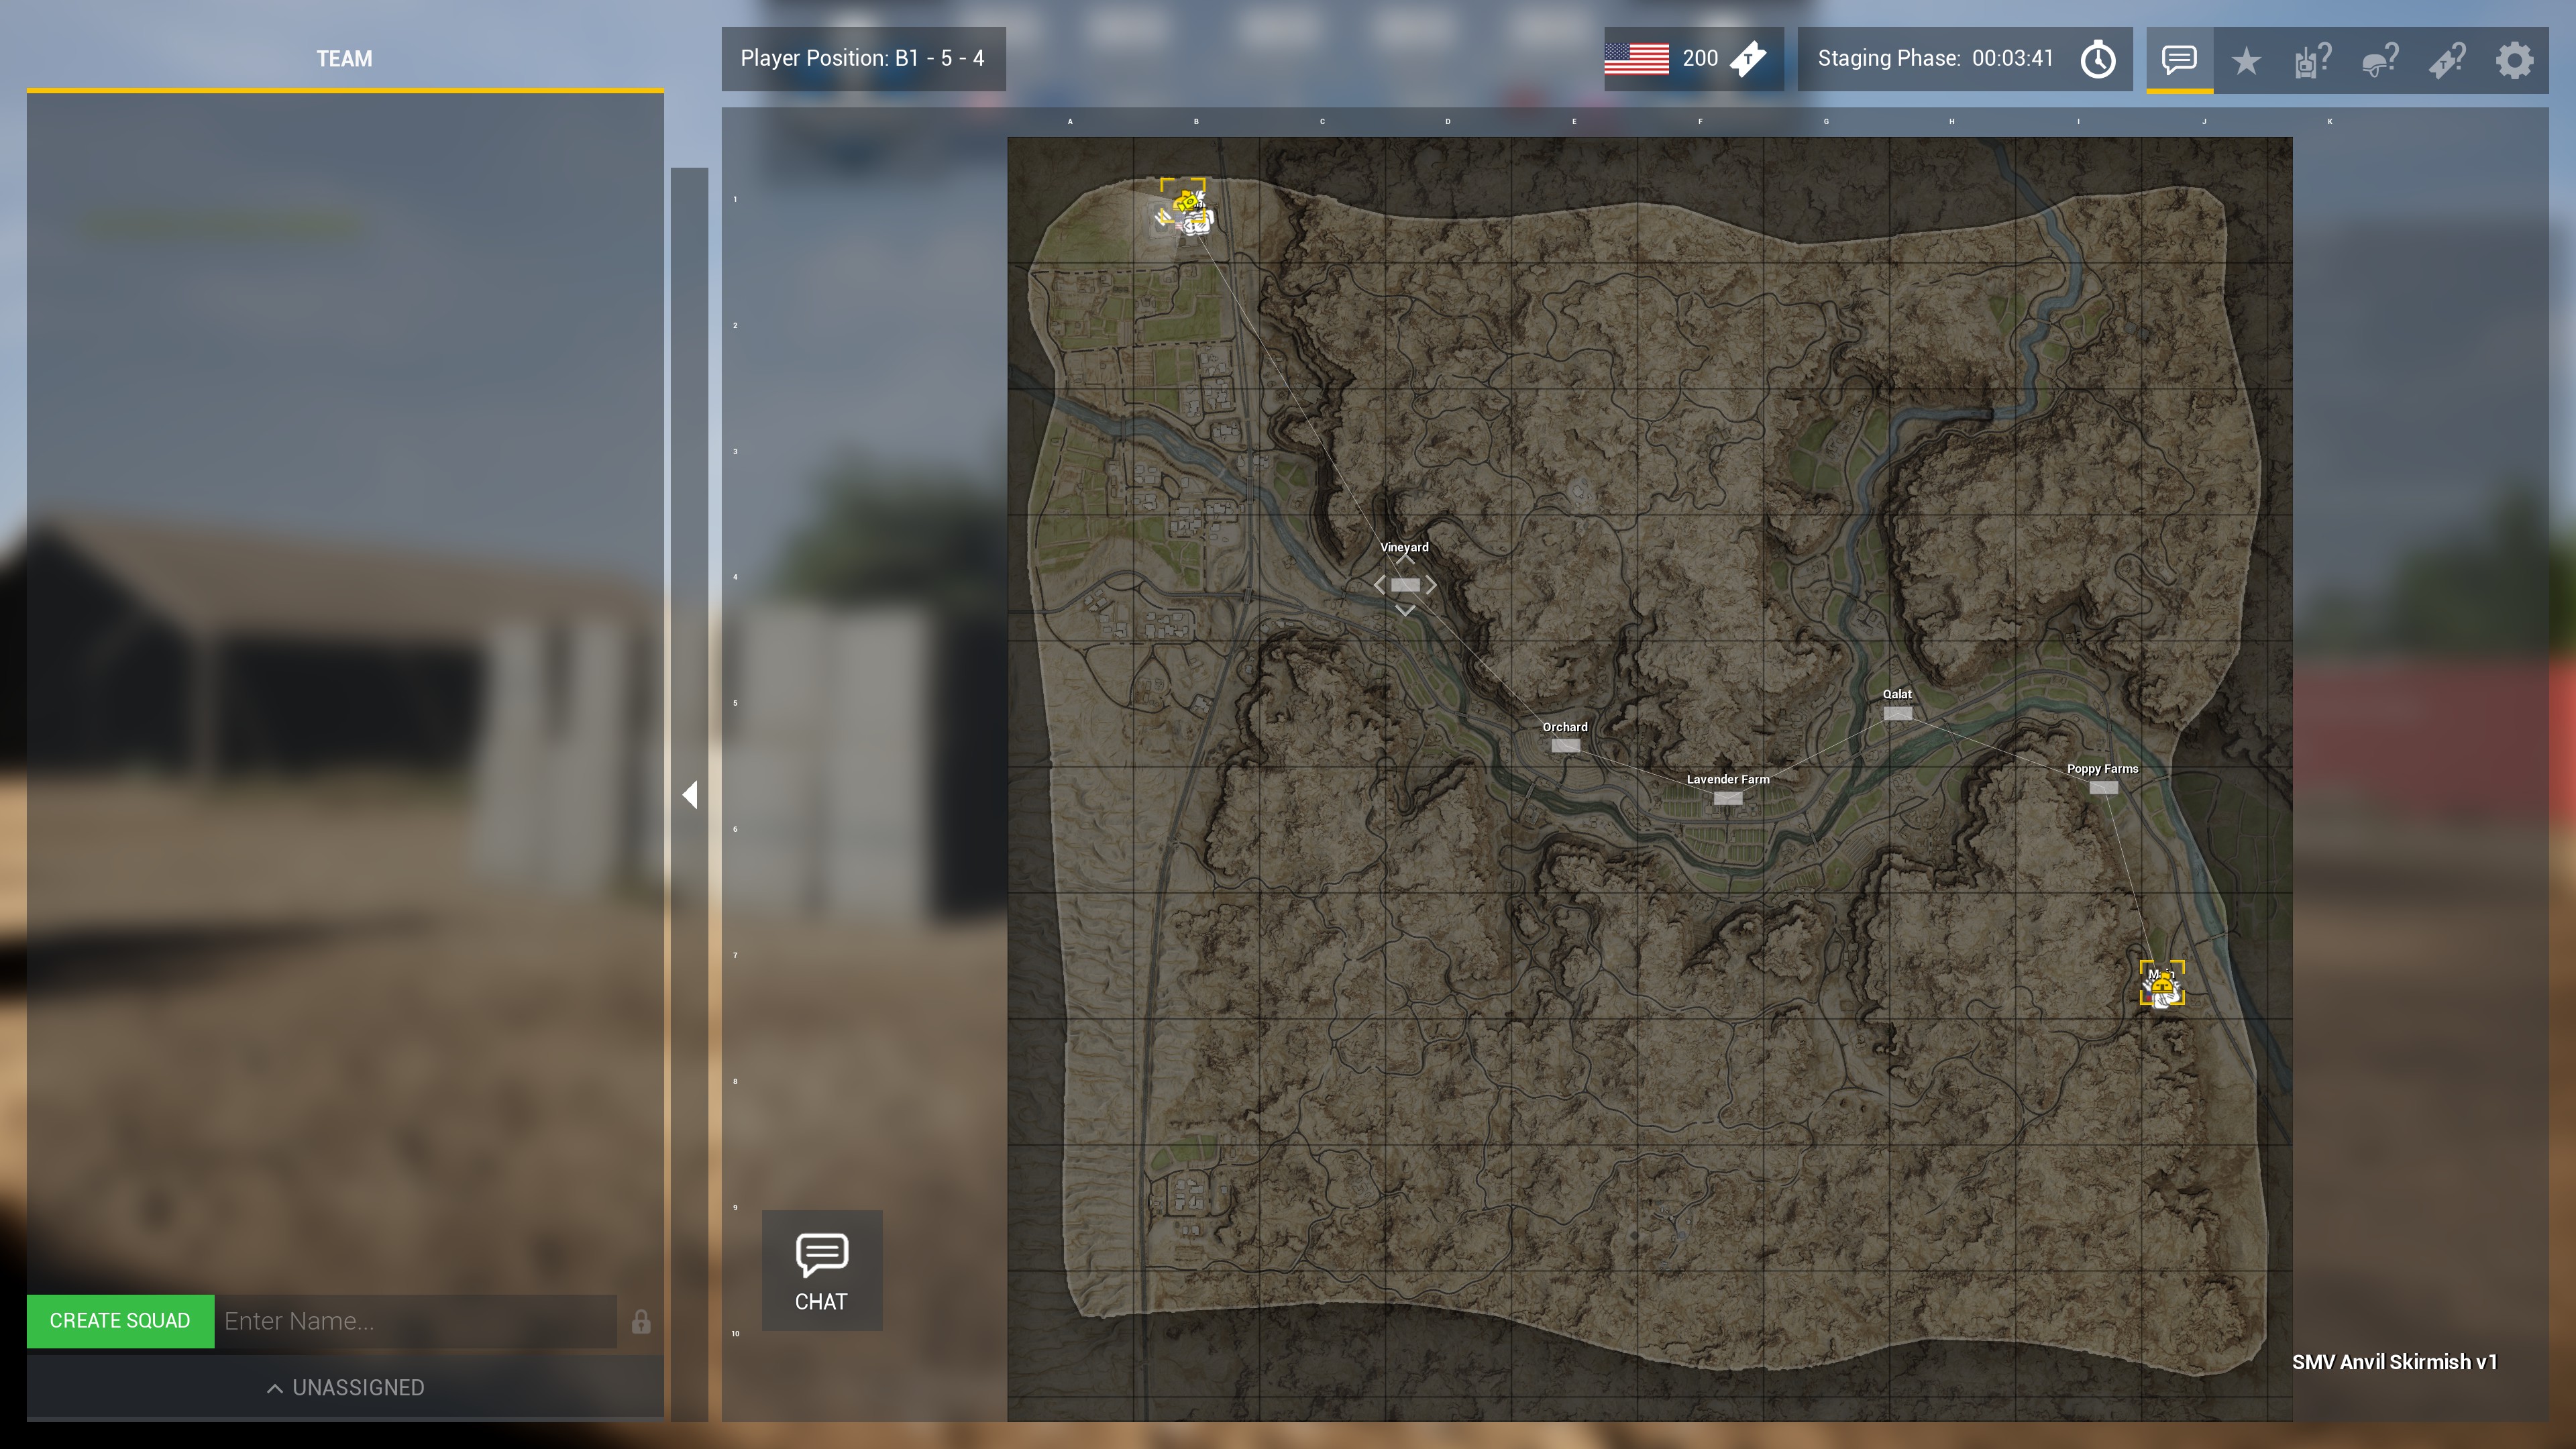 TEAM
Player Position: B1 - 5 - 4
200
T
Staging Phase: 00:03:41
? ? T?
A B C D E F G H I J K
1
2
3
4
5
6
7
8
9
10
Vineyard
Orchard
Lavender Farm
Qalat
Poppy Farms
Main
CHAT
CREATE SQUAD
Enter Name...
UNASSIGNED
SMV Anvil Skirmish v1